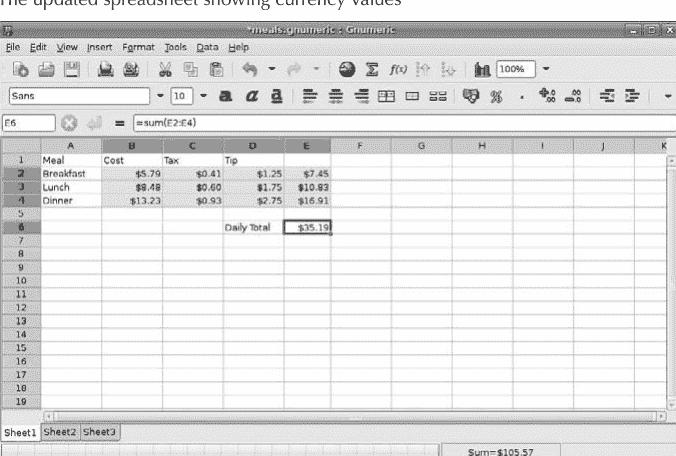 The updated spreadsheet showing currency values
*meals.gnumeric : Gnumeric
File Edit View Insert Format Tools Data Help
f(x) 100%
Sans 10 a a a %
E6 = =sum(E2:E4)
A B C D E F G H I J K
1 Meal Cost Tax Tip
2 Breakfast $5.79 $0.41 $1.25 $7.45
3 Lunch $8.48 $0.60 $1.75 $10.83
4 Dinner $13.23 $0.93 $2.75 $16.91
5
6 Daily Total $35.19
7
8
9
10
11
12
13
14
15
16
17
18
19
Sheet1 Sheet2 Sheet3
Sum=$105.57